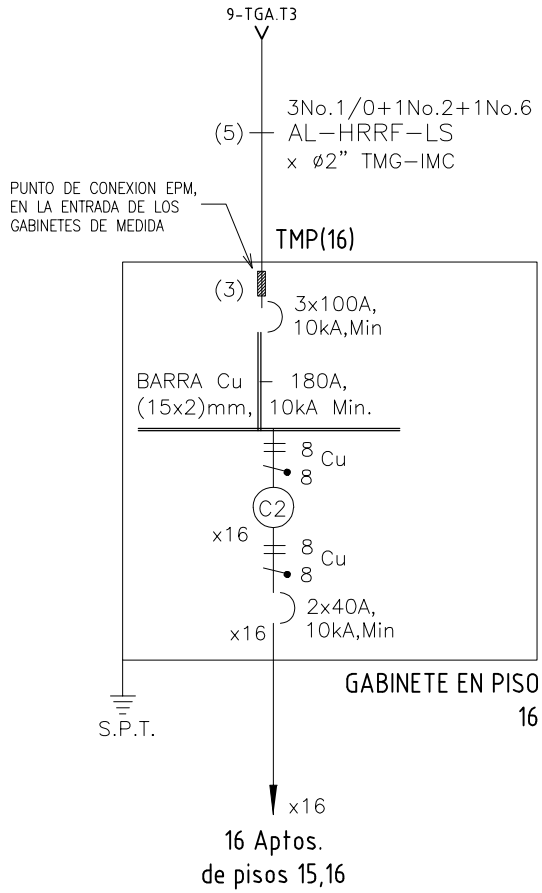 9-TGA.T3
3No.1/0+1No.2+1No.6
(5) AL-HRRF-LS
x ø2" TMG-IMC
PUNTO DE CONEXION EPM,
EN LA ENTRADA DE LOS
GABINETES DE MEDIDA
TMP(16)
(3)
3x100A,
10kA,Min
BARRA Cu 180A,
(15x2)mm, 10kA Min.
8 Cu
8
C2
x16
8 Cu
8
2x40A,
x16 10kA,Min
GABINETE EN PISO
16
S.P.T.
x16
16 Aptos.
de pisos 15,16